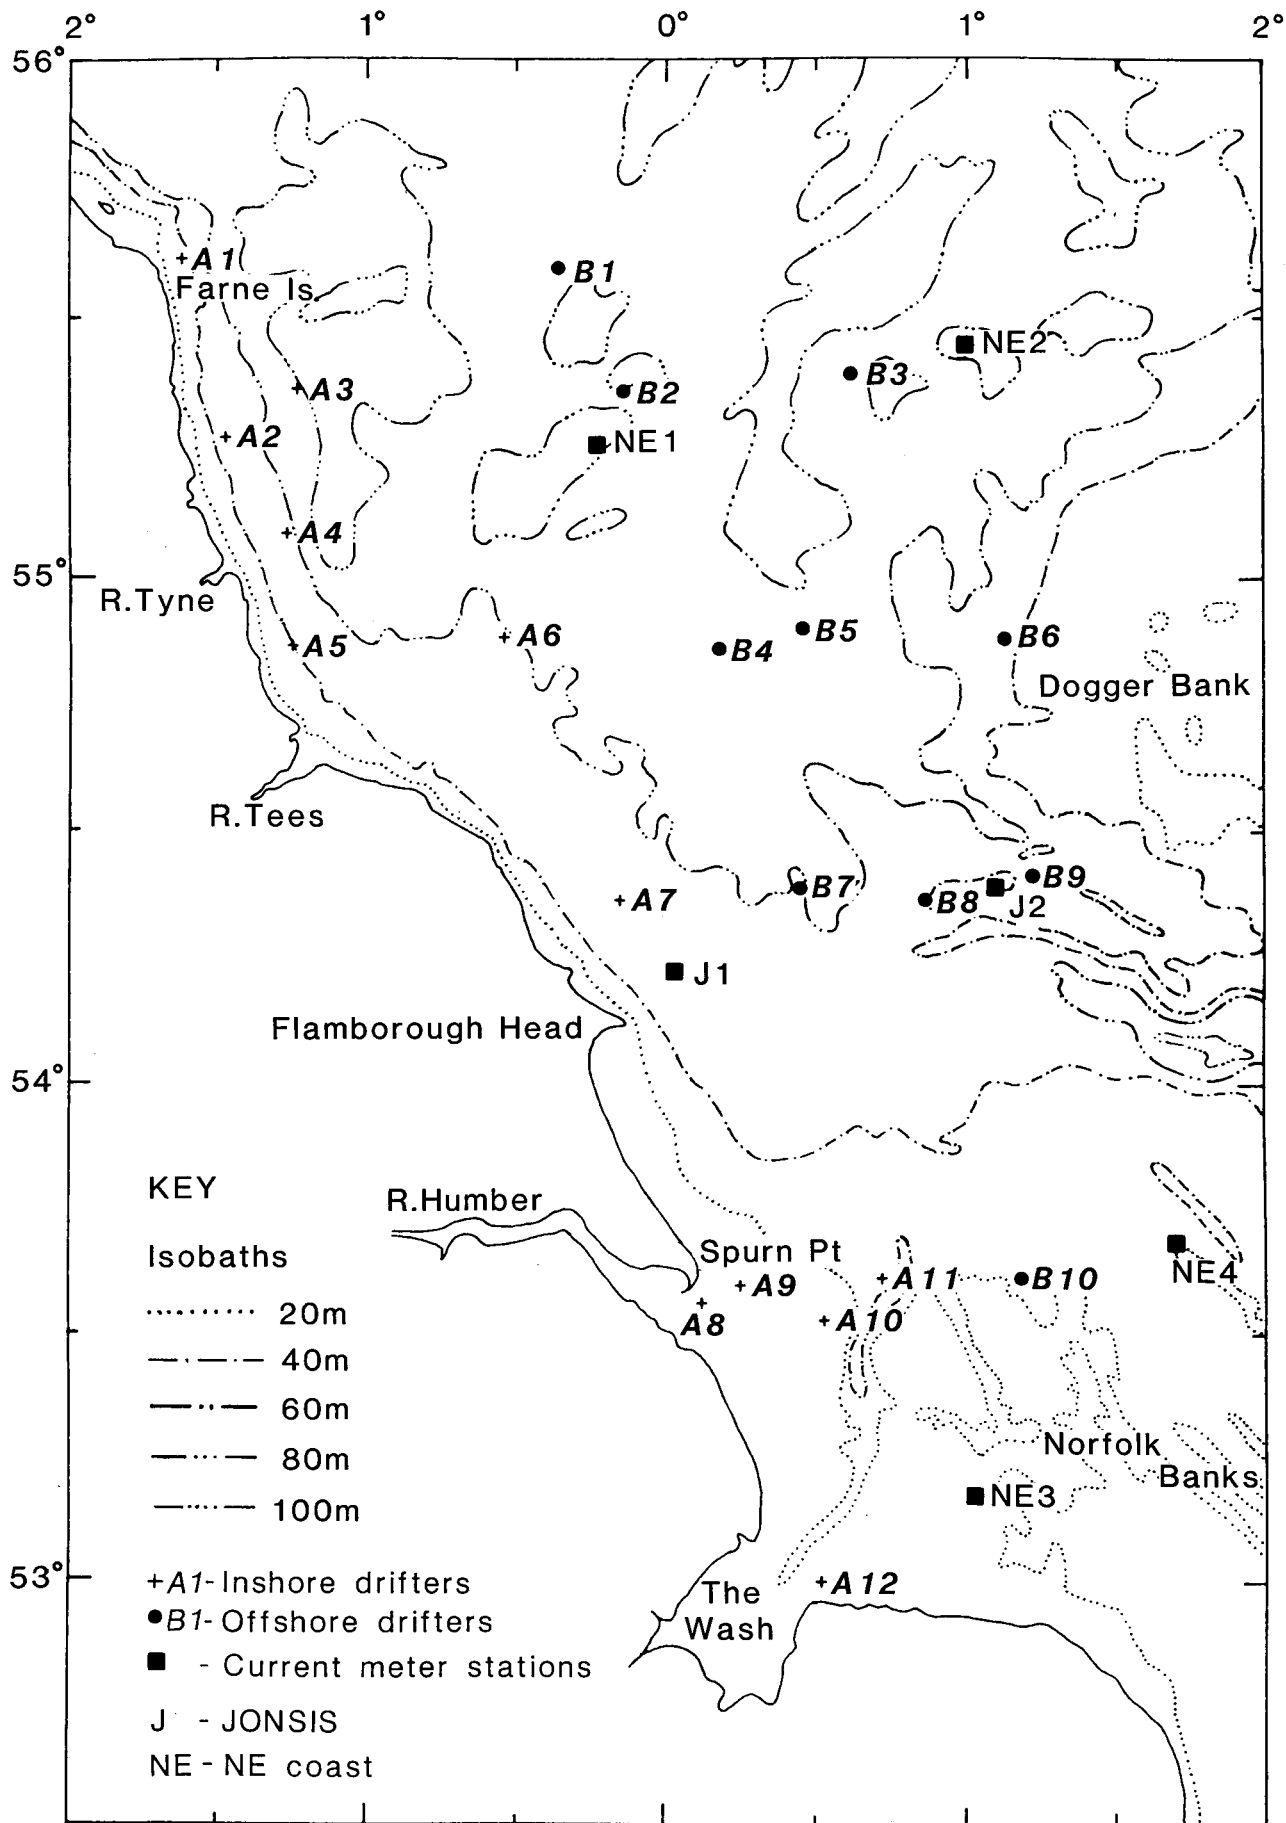 2° 1° 0° 1° 2°
56°
A1
Farne Is.
B1
NE2
A3
B3
B2
A2
NE1
A4
55°
R.Tyne
B5
A6
B6
A5
B4
Dogger Bank
R.Tees
B9
B7
A7
B8
J2
J1
Flamborough Head
54°
KEY
R.Humber
Isobaths
Spurn Pt
NE4
A9
A11
B10
20m
A8
A10
40m
60m
Norfolk
80m
Banks
NE3
100m
53°
+A1-Inshore drifters
A12
The
Wash
●B1-Offshore drifters
■ - Current meter stations
J - JONSIS
NE - NE coast